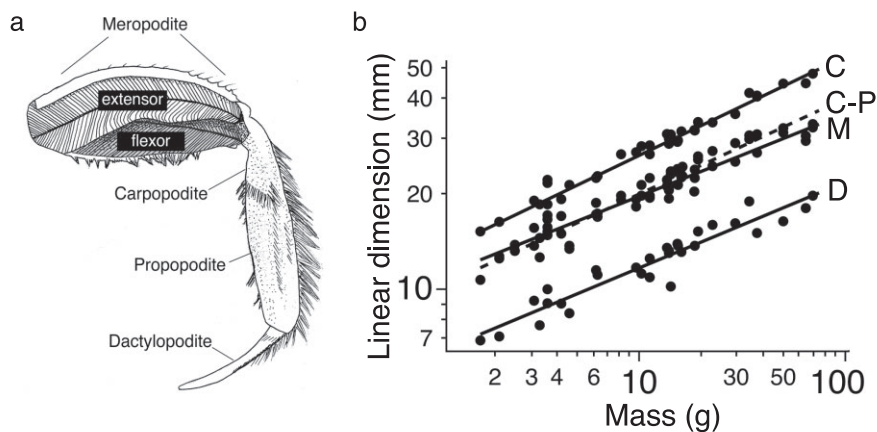 a
Meropodite
extensor
flexor
Carpopodite
Propopodite
Dactylopodite
b
Linear dimension (mm)
50
40
30
20
10
7
C
C-P
M
D
2
3
4
6
10
30
50
100
Mass (g)